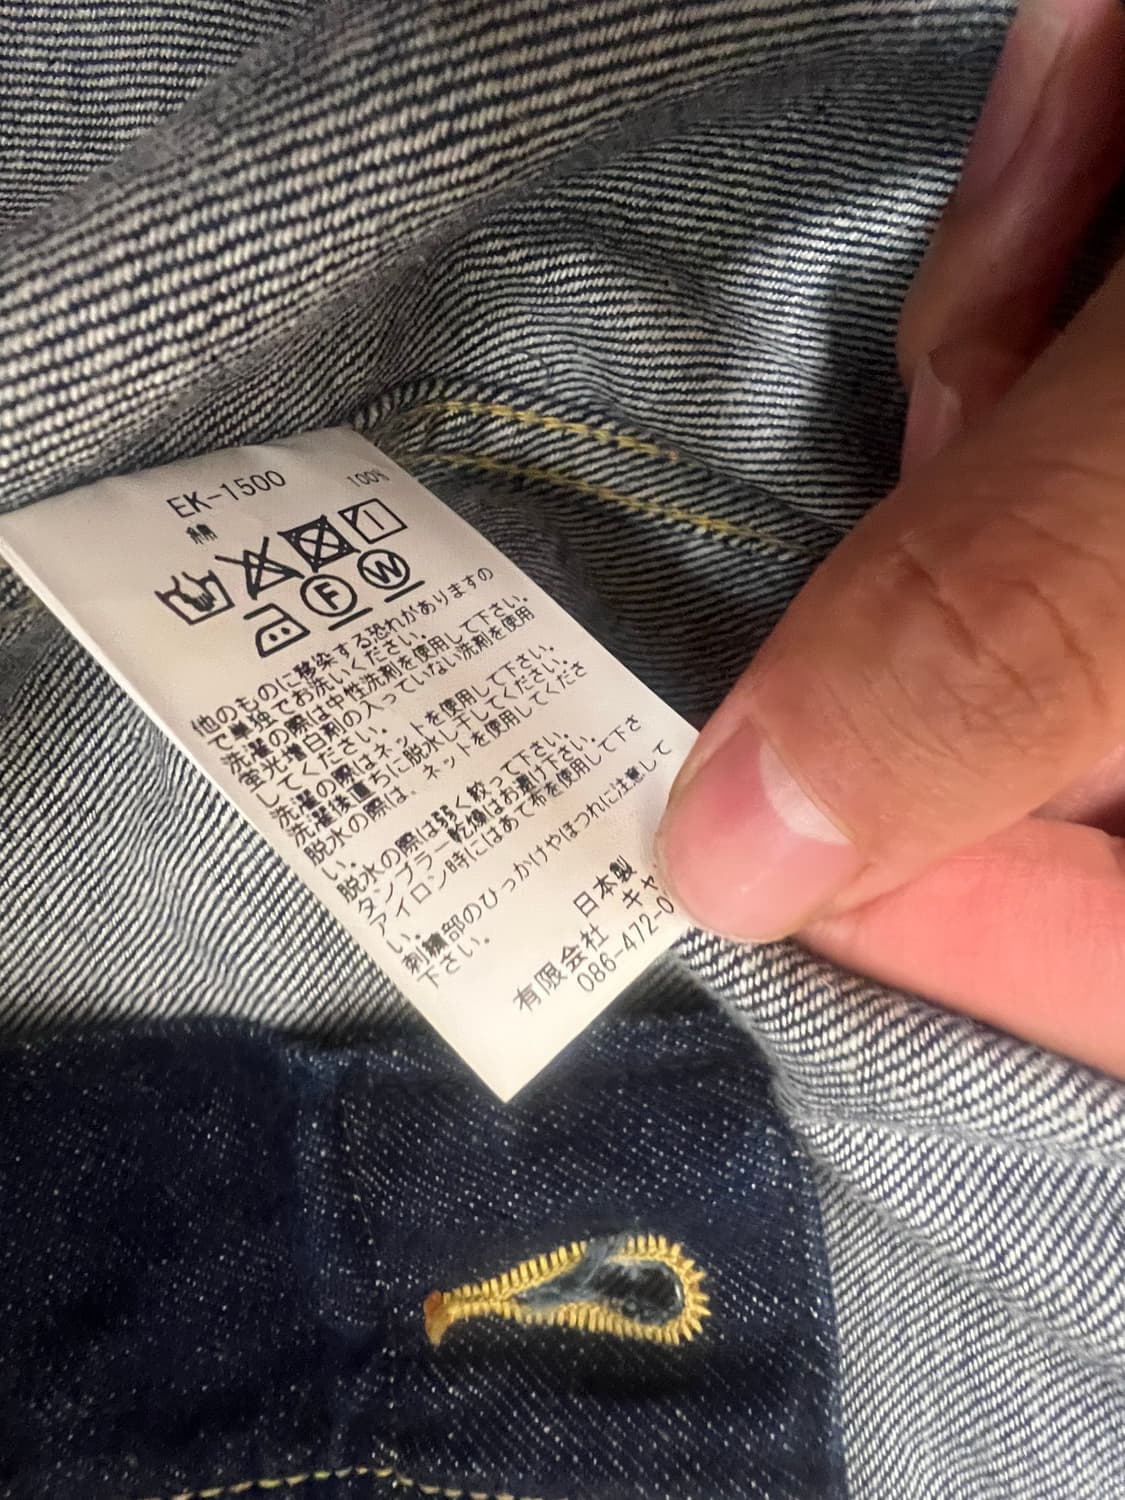 EK-1500
綿 100%
F W
他のものに移染する恐れがありますの
で単独でお洗いください。
洗濯の際は中性洗剤を使用して下さい。
蛍光増白剤の入っていない洗剤を使用
してください。
洗濯の際はネットを使用して下さい。
洗濯後直ちに脱水し干してください。
脱水の際は、ネットを使用してくださ
い。
脱水の際は弱く絞って下さい。
タンブラー乾燥はお避け下さい。
アイロン時にはあて布を使用して下さ
い。
刺繍部のひっかけやほつれに注意して
下さい。
日本製
有限会社 キャ
086-472-0